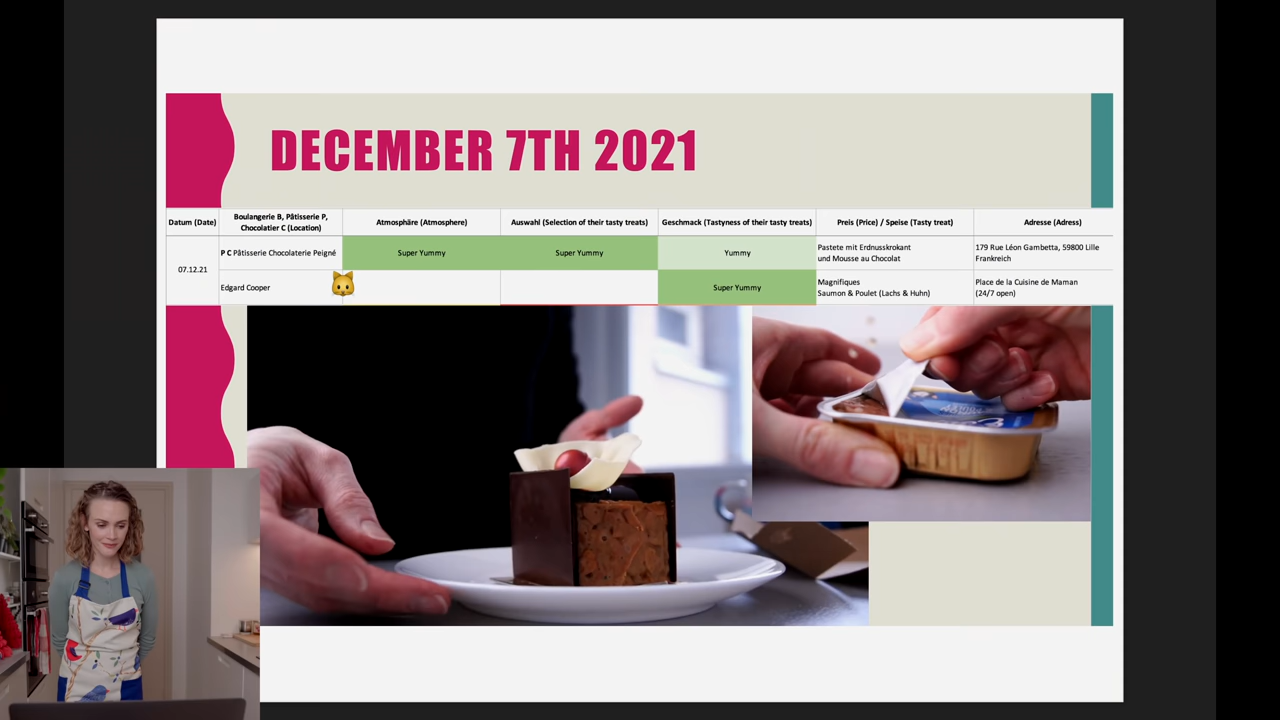 DECEMBER 7TH 2021
Datum (Date)
Boulangerie B, Pâtisserie P,
Chocolatier C (Location)
Atmosphäre (Atmosphere)
Auswahl (Selection of their tasty treats)
Geschmack (Tastyness of their tasty treats)
Preis (Price) / Speise (Tasty treat)
Adresse (Adress)
07.12.21
P C Pâtisserie Chocolaterie Peigné
Super Yummy
Super Yummy
Yummy
Pastete mit Erdnusskrokant
und Mousse au Chocolat
179 Rue Léon Gambetta, 59800 Lille
Frankreich
Edgard Cooper
Super Yummy
Magnifiques
Saumon & Poulet (Lachs & Huhn)
Place de la Cuisine de Maman
(24/7 open)